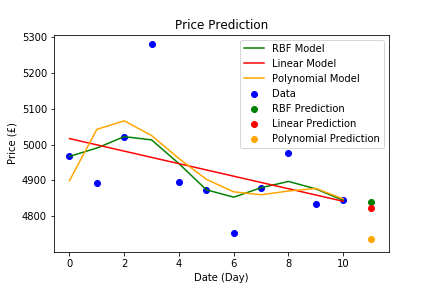 Price Prediction
5300
5200
5100
5000
4900
4800
Price (£)
RBF Model
Linear Model
Polynomial Model
Data
RBF Prediction
Linear Prediction
Polynomial Prediction
0 2 4 6 8 10
Date (Day)